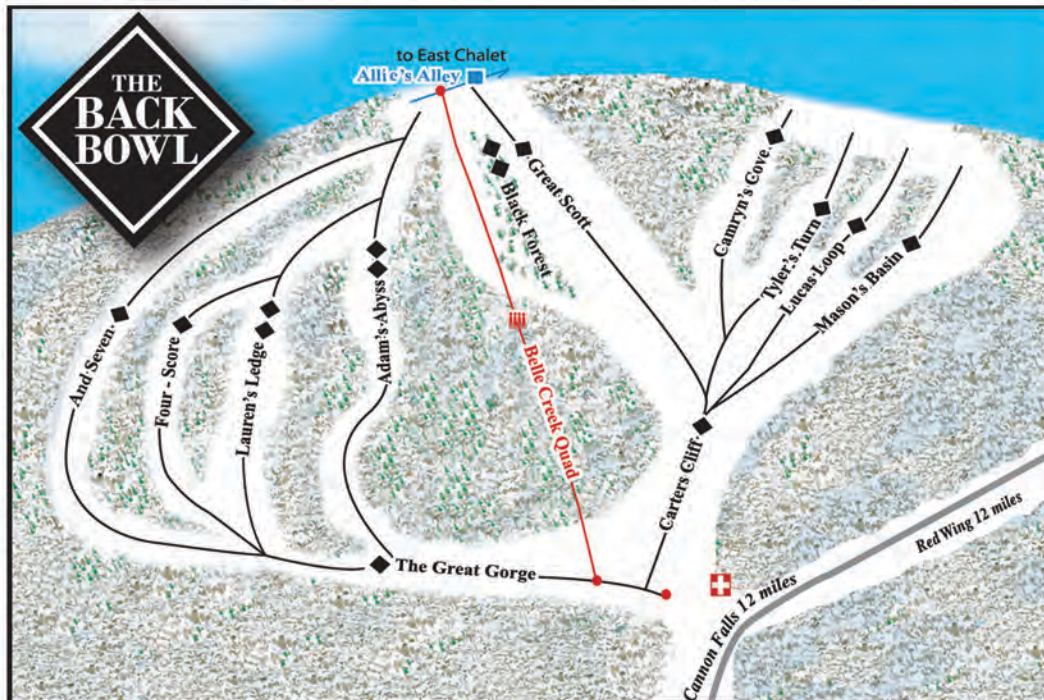 THE
BACK
BOWL
to East Chalet
Allie's Alley
And Seven
Four - Score
Lauren's Ledge
Adam's Abyss
Black Forest
Great Scott
Camryn's Cove
Tyler's Turn
Lucas Loop
Mason's Basin
Belle Creek Quad
Carters Cliff
The Great Gorge
Red Wing 12 miles
Cannon Falls 12 miles